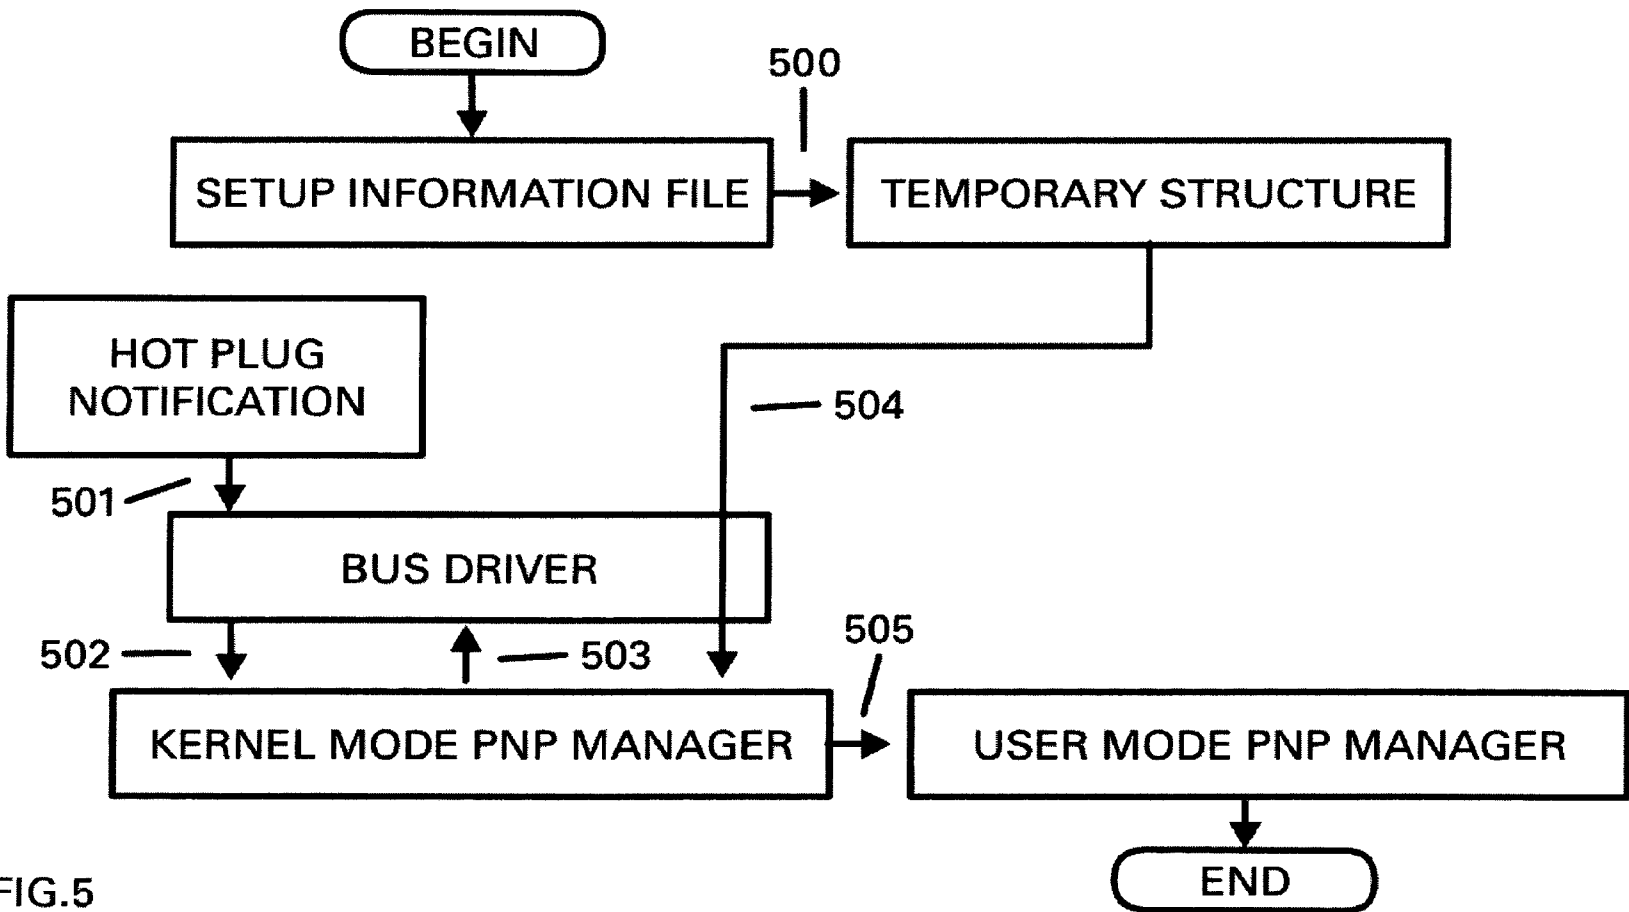 BEGIN
500
SETUP INFORMATION FILE
TEMPORARY STRUCTURE
HOT PLUG
NOTIFICATION
504
501
BUS DRIVER
502
503
505
KERNEL MODE PNP MANAGER
USER MODE PNP MANAGER
END
FIG.5